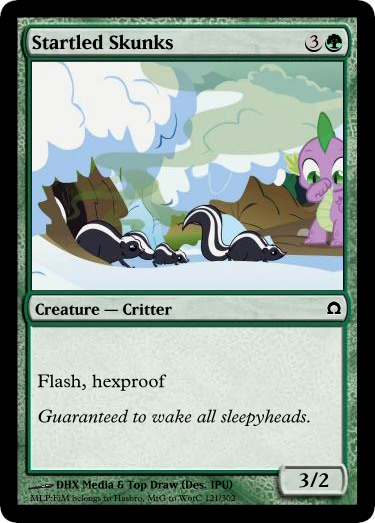 Startled Skunks 3
Creature — Critter
Flash, hexproof
Guaranteed to wake all sleepyheads.
DHX Media & Top Draw (Des. IPU)
MLP:FiM belongs to Hasbro, MtG to WotC 121/302
3/2